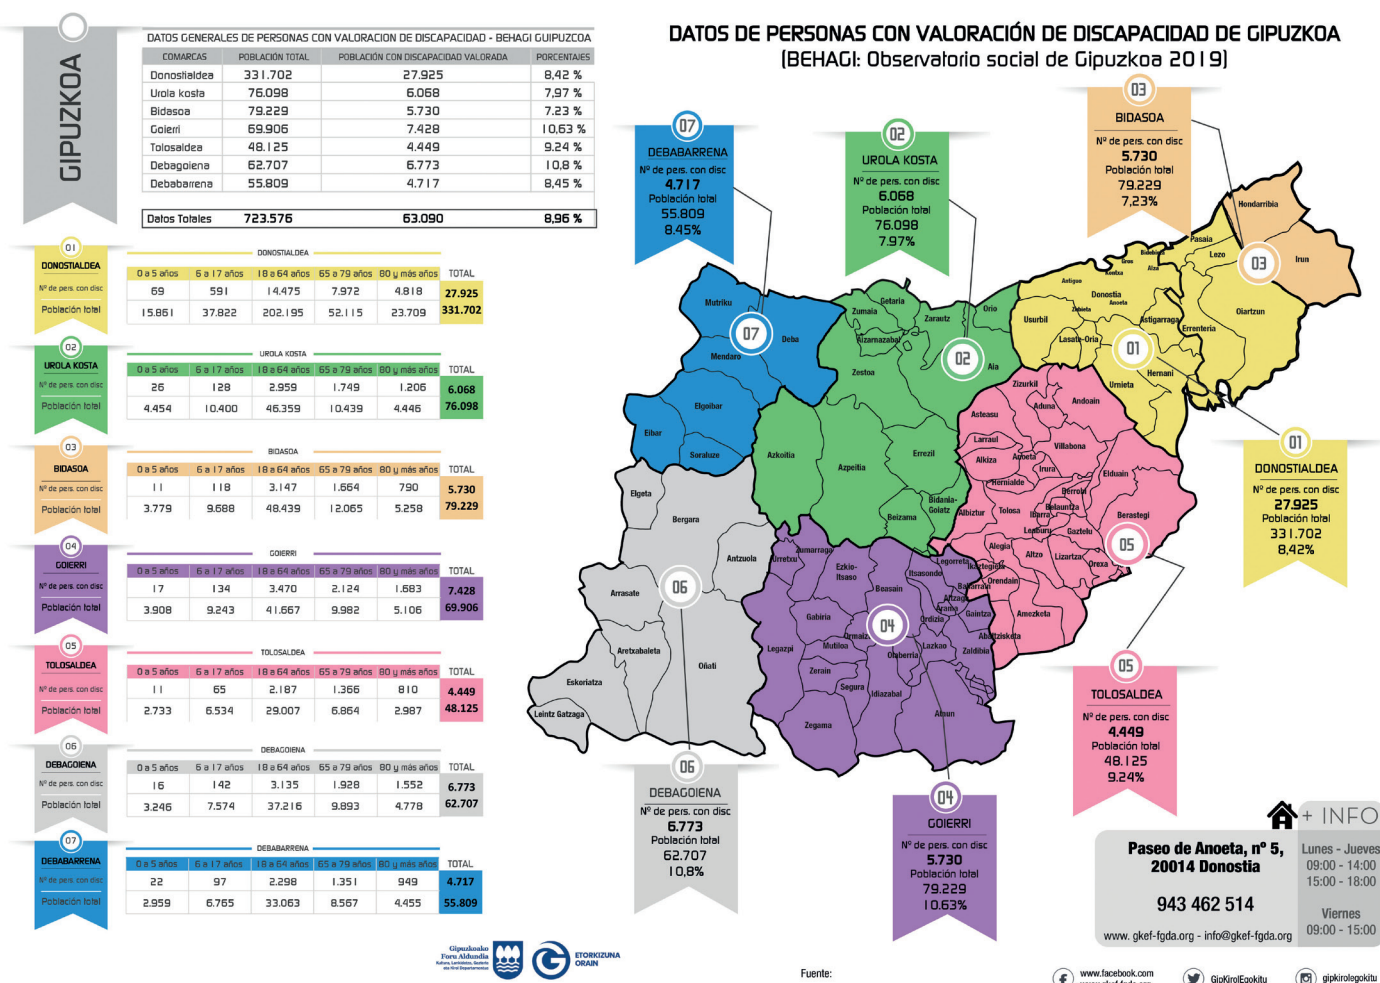 DATOS DE PERSONAS CON VALORACIÓN DE DISCAPACIDAD DE GIPUZKOA
(BEHAGI: Observatorio social de Gipuzkoa 2019)
GIPUZKOA
DATOS GENERALES DE PERSONAS CON VALORACION DE DISCAPACIDAD - BEHAGI GUIPUZCOA
COMARCAS POBLACIÓN TOTAL POBLACIÓN CON DISCAPACIDAD VALORADA PORCENTAJES
Donostialdea 331.702 27.925 8,42 %
Urola kosta 76.098 6.068 7,97 %
Bidasoa 79.229 5.730 7.23 %
Goierri 69.906 7.428 10,63 %
Tolosaldea 48.125 4.449 9.24 %
Debagoiena 62.707 6.773 10,8 %
Debabarrena 55.809 4.717 8,45 %
Datos Totales 723.576 63.090 8,96 %
01
DONOSTIALDEA
DONOSTIALDEA
0 a 5 años 6 a 17 años 18 a 64 años 65 a 79 años 80 y más años TOTAL
Nº de pers. con disc 69 591 14.475 7.972 4.818 27.925
Población total 15.861 37.822 202.195 52.115 23.709 331.702
02
UROLA KOSTA
UROLA KOSTA
0 a 5 años 6 a 17 años 18 a 64 años 65 a 79 años 80 y más años TOTAL
Nº de pers. con disc 26 128 2.959 1.749 1.206 6.068
Población total 4.454 10.400 46.359 10.439 4.446 76.098
03
BIDASOA
BIDASOA
0 a 5 años 6 a 17 años 18 a 64 años 65 a 79 años 80 y más años TOTAL
Nº de pers. con disc 11 118 3.147 1.664 790 5.730
Población total 3.779 9.688 48.439 12.065 5.258 79.229
04
GOIERRI
GOIERRI
0 a 5 años 6 a 17 años 18 a 64 años 65 a 79 años 80 y más años TOTAL
Nº de pers. con disc 17 134 3.470 2.124 1.683 7.428
Población total 3.908 9.243 41.667 9.982 5.106 69.906
05
TOLOSALDEA
TOLOSALDEA
0 a 5 años 6 a 17 años 18 a 64 años 65 a 79 años 80 y más años TOTAL
Nº de pers. con disc 11 65 2.187 1.366 810 4.449
Población total 2.733 6.534 29.007 6.864 2.987 48.125
06
DEBAGOIENA
DEBAGOIENA
0 a 5 años 6 a 17 años 18 a 64 años 65 a 79 años 80 y más años TOTAL
Nº de pers. con disc 16 142 3.135 1.928 1.552 6.773
Población total 3.246 7.574 37.216 9.893 4.778 62.707
07
DEBABARRENA
DEBABARRENA
0 a 5 años 6 a 17 años 18 a 64 años 65 a 79 años 80 y más años TOTAL
Nº de pers. con disc 22 97 2.298 1.351 949 4.717
Población total 2.959 6.765 33.063 8.567 4.455 55.809
07
DEBABARRENA
Nº de pers. con disc
4.717
Población total
55.809
8.45%
02
UROLA KOSTA
Nº de pers. con disc
6.068
Población total
76.098
7.97%
03
BIDASOA
Nº de pers. con disc
5.730
Población total
79.229
7,23%
Hondarribia
Irun
03
Pasaia
Lezo
Bidebieta
Gros
Kontxa
Alza
Antiguo
Donostia
Anoeta
Zubieta
Oiartzun
Usurbil
Astigarraga
Errenteria
Lasarte-Oria
01
Hernani
Urnieta
Mutriku
07
Deba
Mendaro
Elgoibar
Eibar
Soraluze
Getaria
Zumaia
Zarautz
Orio
Aizarnazabal
02
Aia
Zestoa
Azkoitia
Azpeitia
Errezil
Beizama
Bidania-
Goiatz
Zizurkil
Aduna
Andoain
Asteasu
Larraul
Villabona
Alkiza
Anoeta
Irura
Hernialde
Elduain
Berrobi
Albiztur
Tolosa
Ibarra
Belauntza
Berastegi
Leaburu
Gaztelu
Alegia
Altzo
Lizartza
Orexa
05
Ikaztegieta
Orendain
Baliarrain
Amezketa
Abaltzisketa
Elgeta
Bergara
Antzuola
06
Arrasate
Aretxabaleta
Oñati
Eskoriatza
Leintz Gatzaga
Zumarraga
Urretxu
Ezkio-
Itsaso
Itsasondo
Legorreta
Beasain
Altzaga
Arama
Gabiria
04
Ordizia
Gaintza
Ormaiztegi
Legazpi
Mutiloa
Olaberria
Lazkao
Zaldibia
Zerain
Segura
Idiazabal
Zegama
Ataun
01
DONOSTIALDEA
Nº de pers. con disc
27.925
Población total
331.702
8,42%
05
TOLOSALDEA
Nº de pers. con disc
4.449
Población total
48.125
9.24%
06
DEBAGOIENA
Nº de pers. con disc
6.773
Población total
62.707
10,8%
04
GOIERRI
Nº de pers. con disc
5.730
Población total
79.229
10.63%
+ INFO
Paseo de Anoeta, nº 5,
20014 Donostia
943 462 514
www. gkef-fgda.org - info@gkef-fgda.org
Lunes - Jueves
09:00 - 14:00
15:00 - 18:00
Viernes
09:00 - 15:00
Gipuzkoako
Foru Aldundia
ETORKIZUNA
ORAIN
Fuente:
www.facebook.com
GipKirolEgokitu
gipkirolegokitu